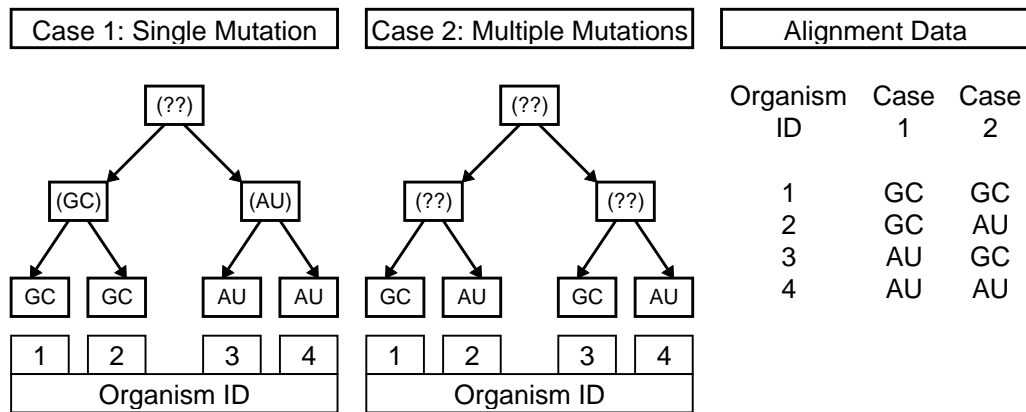 Case 1: Single Mutation
Case 2: Multiple Mutations
Alignment Data
(??)
(??)
(GC) (AU)
(??) (??)
GC GC AU AU
GC AU GC AU
1 2 3 4
1 2 3 4
Organism ID
Organism ID
Organism Case Case
ID 1 2
1 GC GC
2 GC AU
3 AU GC
4 AU AU